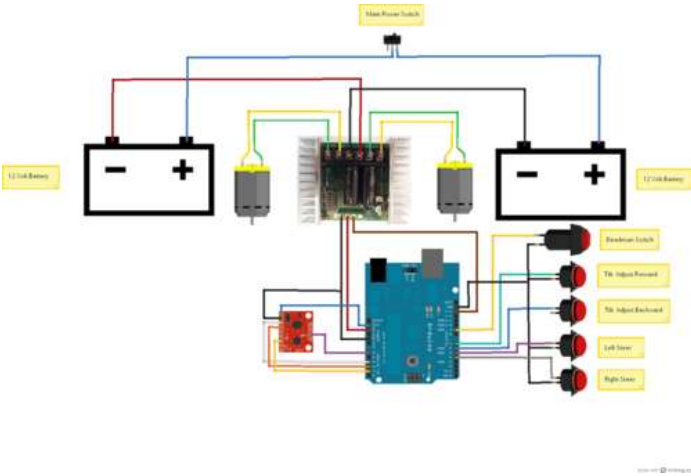 Main Power Switch
12 Volt Battery
12 Volt Battery
Deadman Switch
Tilt Adjust Forward
Tilt Adjust Backward
Left Steer
Right Steer